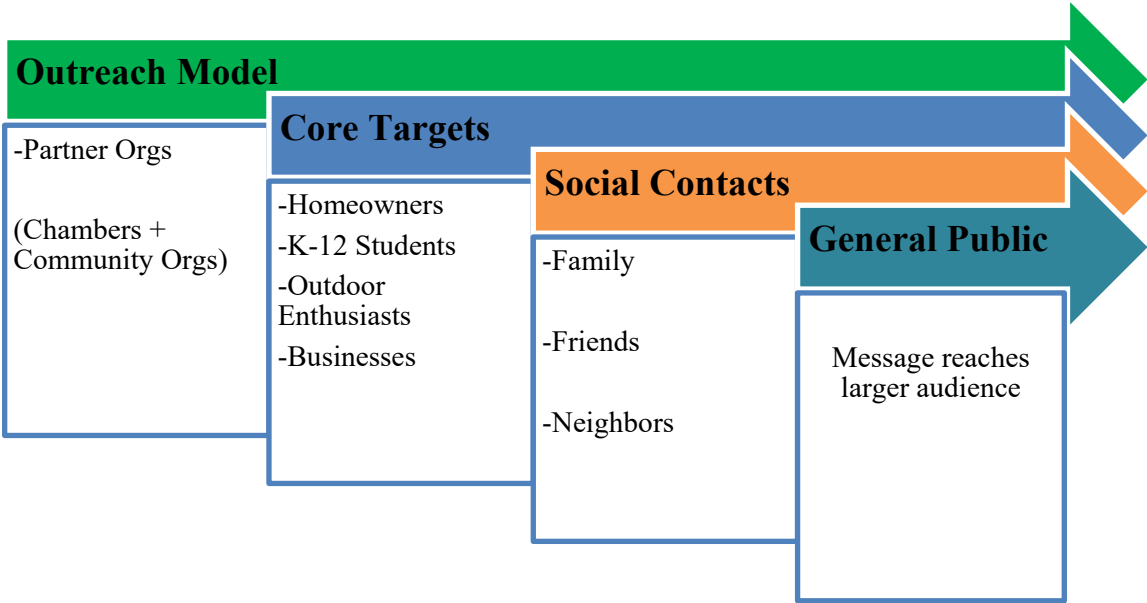 Outreach Model
-Partner Orgs
(Chambers +
Community Orgs)
Core Targets
-Homeowners
-K-12 Students
-Outdoor
Enthusiasts
-Businesses
Social Contacts
-Family
-Friends
-Neighbors
General Public
Message reaches
larger audience